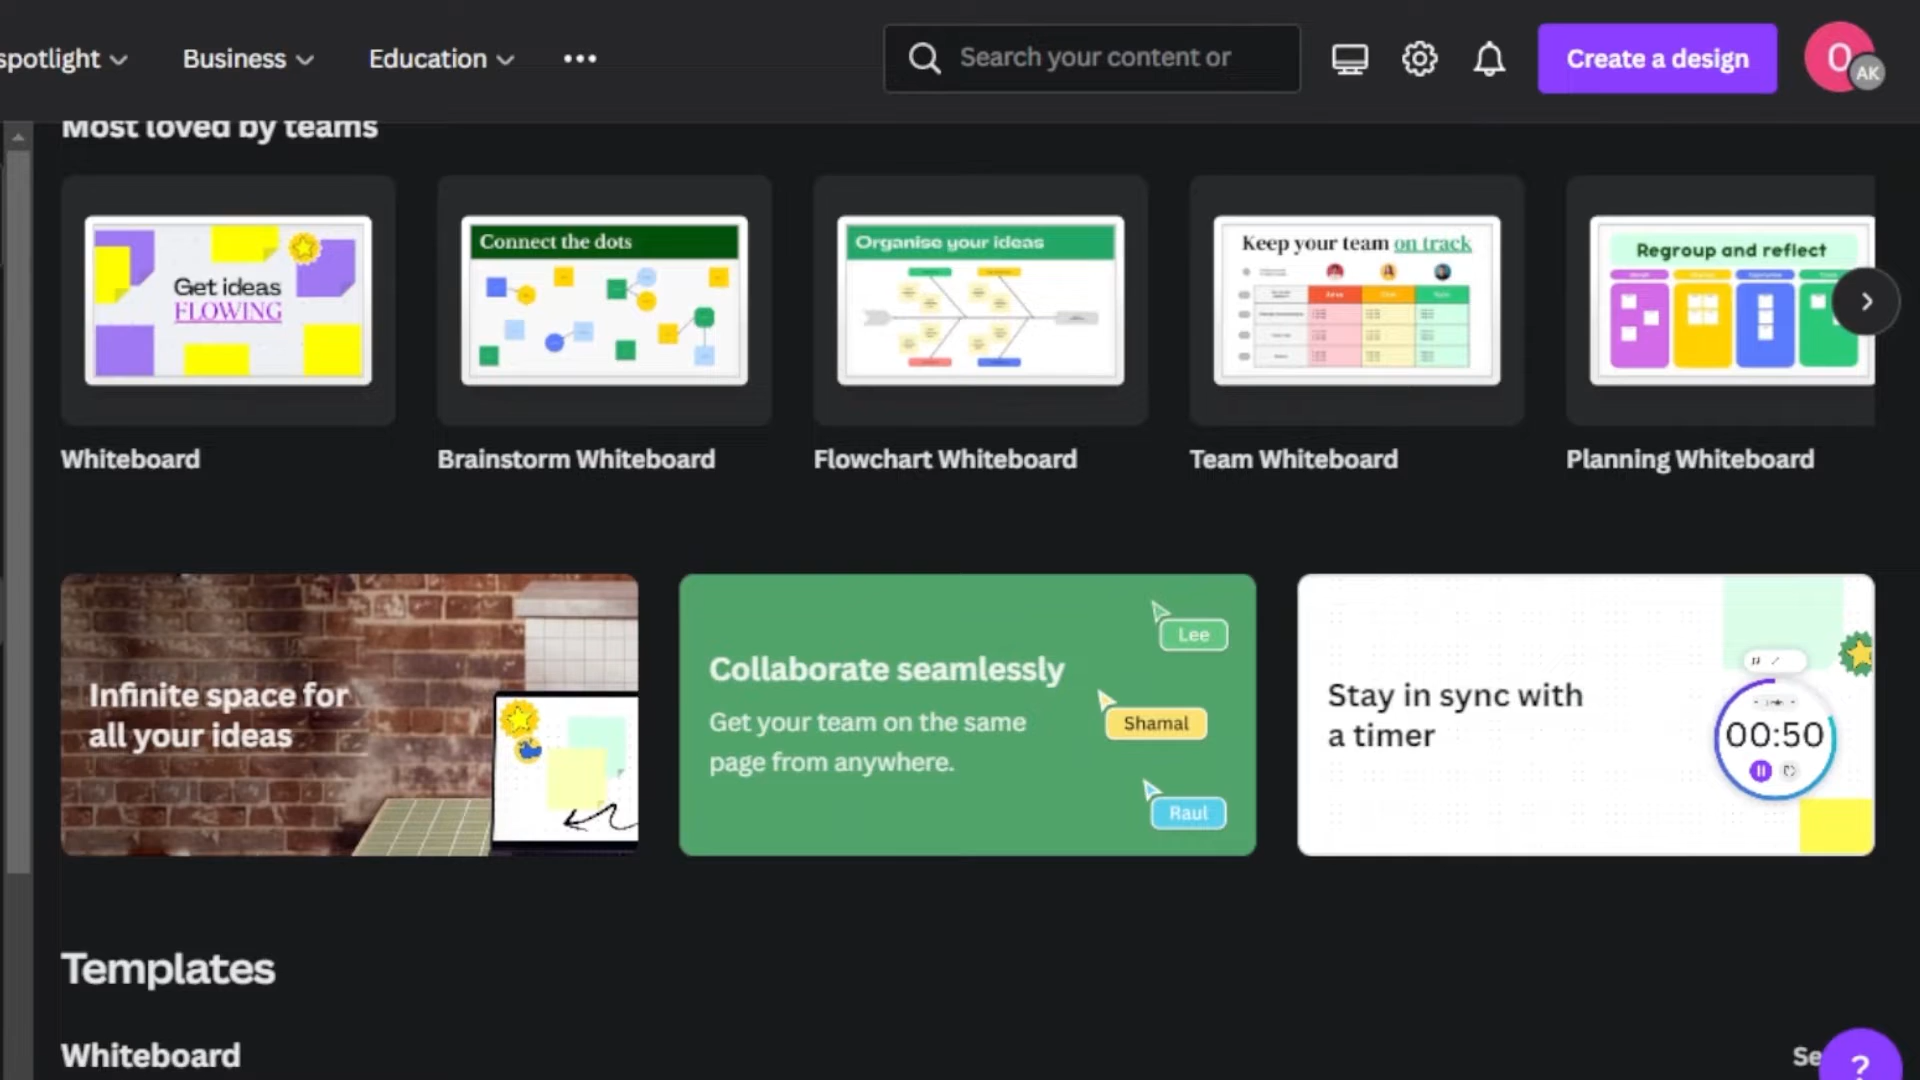 spotlight
Business
Education
Search your content or
Create a design
O
AK
Most loved by teams
Get ideas
FLOWING
Connect the dots
Organise your ideas
Keep your team on track
Regroup and reflect
Whiteboard
Brainstorm Whiteboard
Flowchart Whiteboard
Team Whiteboard
Planning Whiteboard
Infinite space for
all your ideas
Collaborate seamlessly
Get your team on the same
page from anywhere.
Lee
Shamal
Raul
Stay in sync with
a timer
00:50
Templates
Whiteboard
Se
?